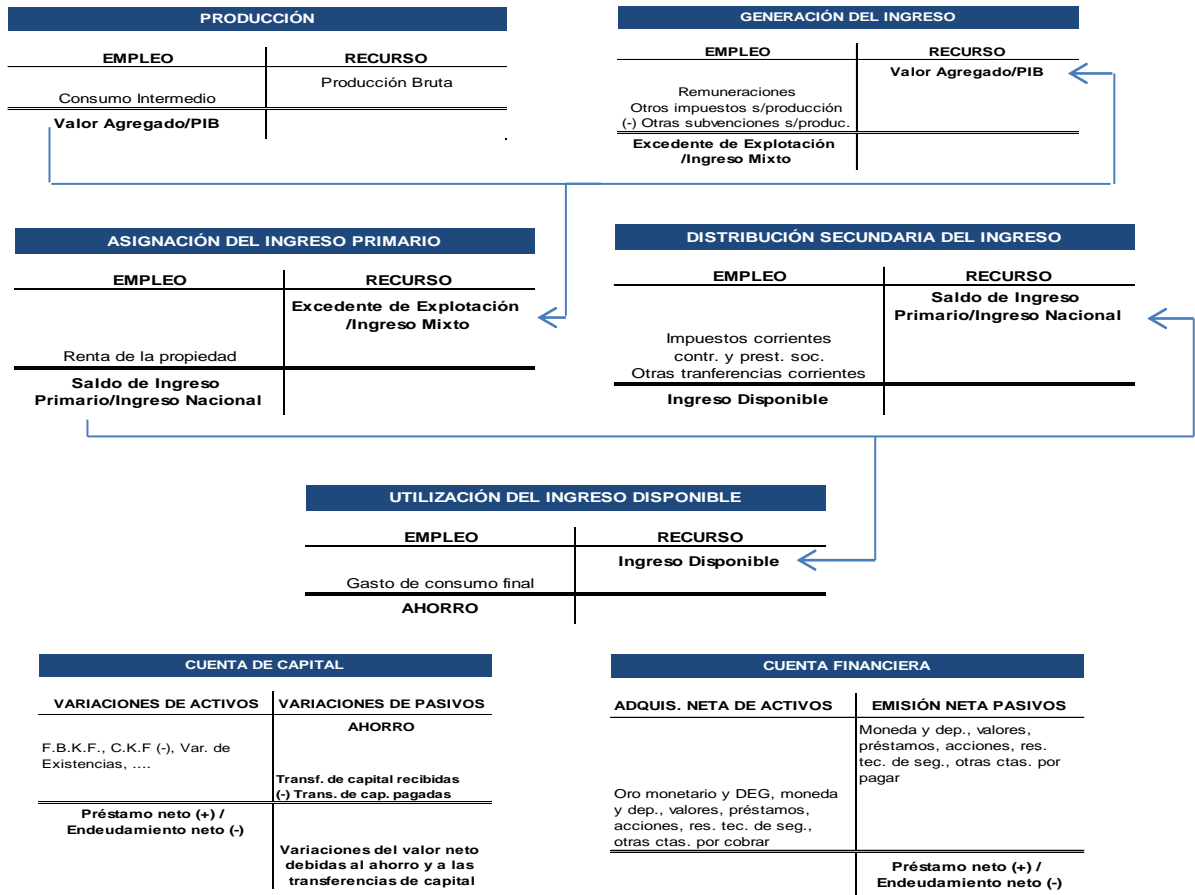 PRODUCCIÓN
EMPLEO RECURSO
Producción Bruta
Consumo Intermedio
Valor Agregado/PIB
GENERACIÓN DEL INGRESO
EMPLEO RECURSO
Valor Agregado/PIB
Remuneraciones
Otros impuestos s/producción
(-) Otras subvenciones s/produc.
Excedente de Explotación
/Ingreso Mixto
ASIGNACIÓN DEL INGRESO PRIMARIO
EMPLEO RECURSO
Excedente de Explotación
/Ingreso Mixto
Renta de la propiedad
Saldo de Ingreso
Primario/Ingreso Nacional
DISTRIBUCIÓN SECUNDARIA DEL INGRESO
EMPLEO RECURSO
Saldo de Ingreso
Primario/Ingreso Nacional
Impuestos corrientes
contr. y prest. soc.
Otras tranferencias corrientes
Ingreso Disponible
UTILIZACIÓN DEL INGRESO DISPONIBLE
EMPLEO RECURSO
Ingreso Disponible
Gasto de consumo final
AHORRO
CUENTA DE CAPITAL
VARIACIONES DE ACTIVOS VARIACIONES DE PASIVOS
AHORRO
F.B.K.F., C.K.F (-), Var. de
Existencias, ....
Transf. de capital recibidas
(-) Trans. de cap. pagadas
Préstamo neto (+) /
Endeudamiento neto (-)
Variaciones del valor neto
debidas al ahorro y a las
transferencias de capital
CUENTA FINANCIERA
ADQUIS. NETA DE ACTIVOS EMISIÓN NETA PASIVOS
Moneda y dep., valores,
préstamos, acciones, res.
tec. de seg., otras ctas. por
pagar
Oro monetario y DEG, moneda
y dep., valores, préstamos,
acciones, res. tec. de seg.,
otras ctas. por cobrar
Préstamo neto (+) /
Endeudamiento neto (-)